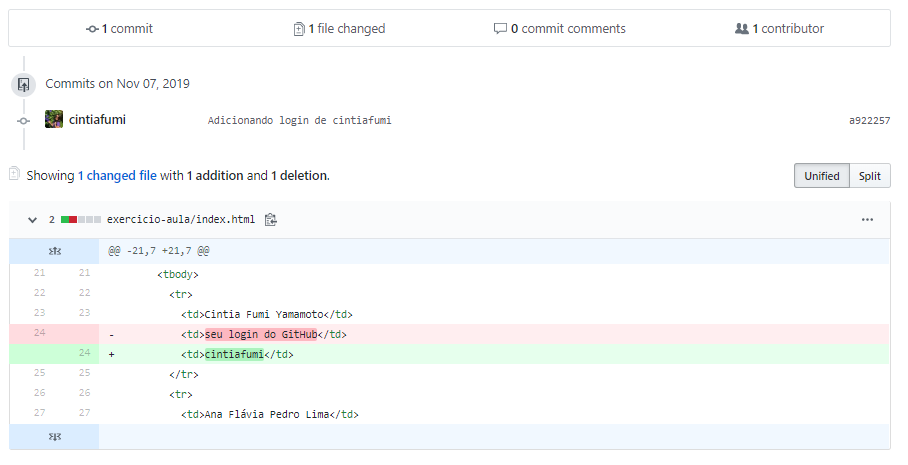 1 commit 1 file changed 0 commit comments 1 contributor
Commits on Nov 07, 2019
cintiafumi Adicionando login de cintiafumi a922257
Showing 1 changed file with 1 addition and 1 deletion. Unified Split
2 exercicio-aula/index.html ...
@@ -21,7 +21,7 @@
21 21 <tbody>
22 22 <tr>
23 23 <td>Cintia Fumi Yamamoto</td>
24 - <td>seu login do GitHub</td>
24 + <td>cintiafumi</td>
25 25 </tr>
26 26 <tr>
27 27 <td>Ana Flávia Pedro Lima</td>